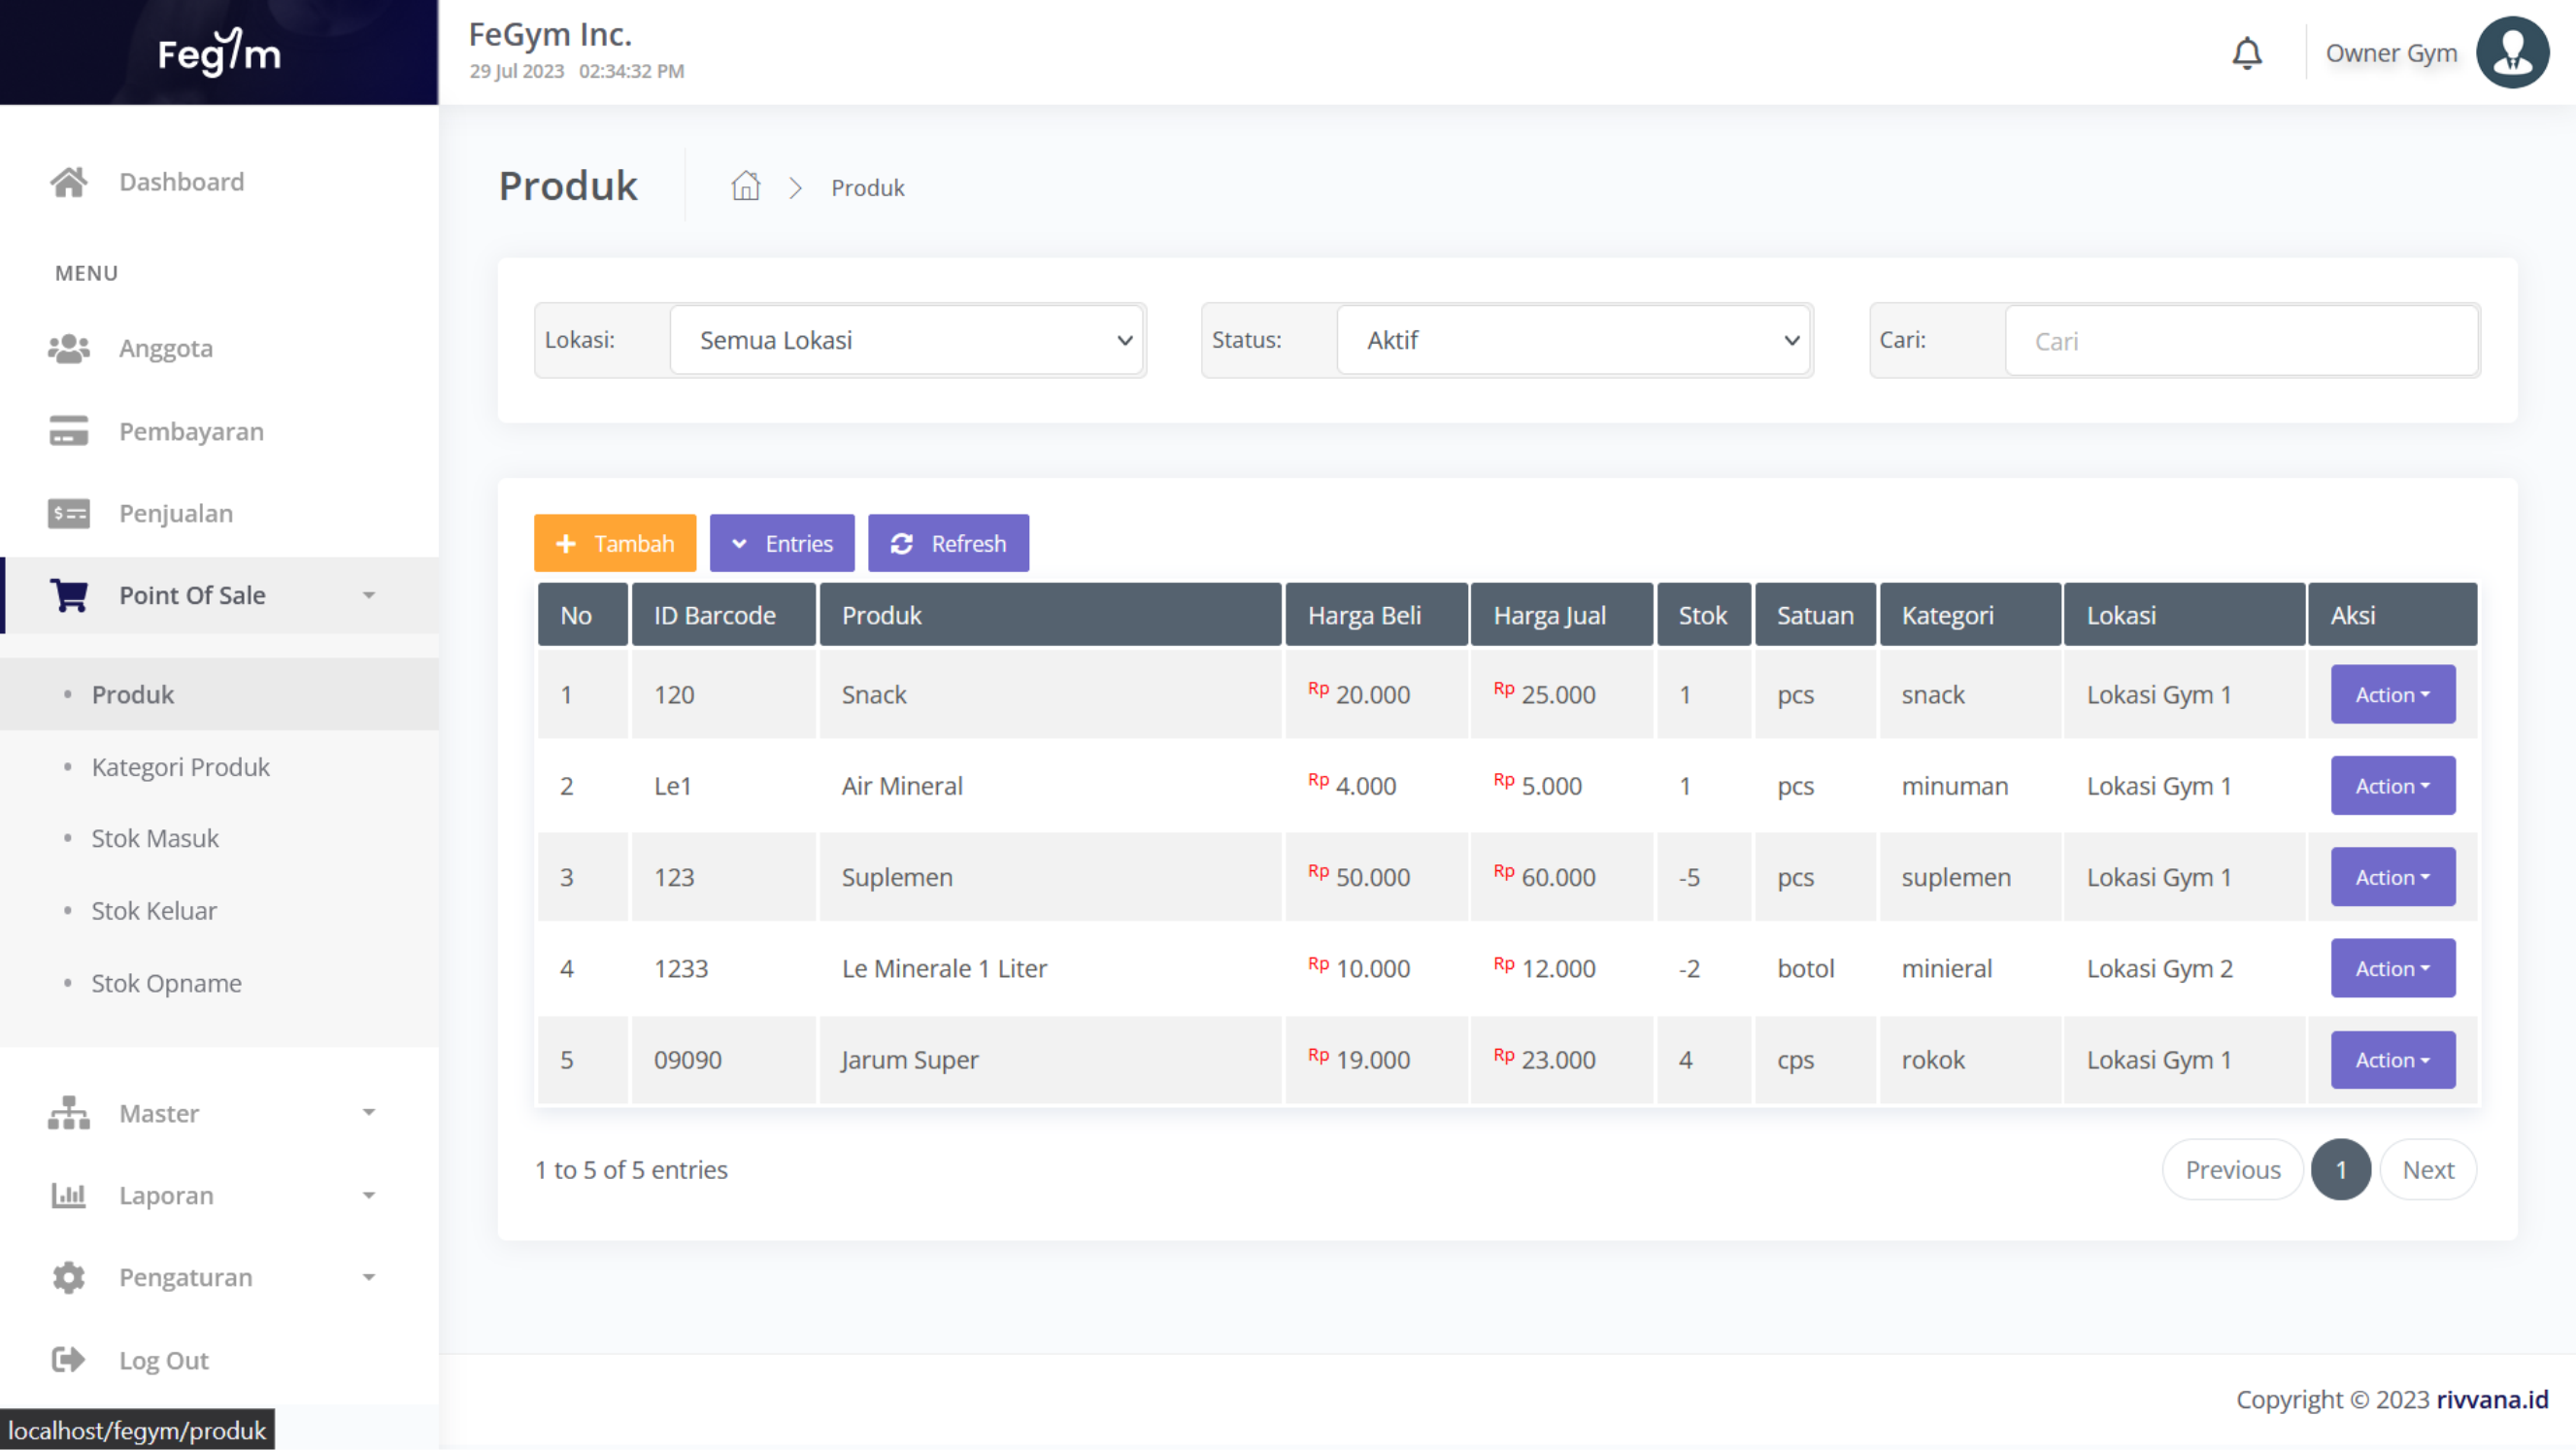 Fegym
FeGym Inc.
29 Jul 2023 02:34:32 PM
Owner Gym
Dashboard
MENU
Anggota
Pembayaran
Penjualan
Point Of Sale
Produk
Kategori Produk
Stok Masuk
Stok Keluar
Stok Opname
Master
Laporan
Pengaturan
Log Out
localhost/fegym/produk
Produk > Produk
Lokasi: Semua Lokasi Status: Aktif Cari: Cari
+ Tambah Entries Refresh
No ID Barcode Produk Harga Beli Harga Jual Stok Satuan Kategori Lokasi Aksi
1 120 Snack Rp 20.000 Rp 25.000 1 pcs snack Lokasi Gym 1 Action
2 Le1 Air Mineral Rp 4.000 Rp 5.000 1 pcs minuman Lokasi Gym 1 Action
3 123 Suplemen Rp 50.000 Rp 60.000 -5 pcs suplemen Lokasi Gym 1 Action
4 1233 Le Minerale 1 Liter Rp 10.000 Rp 12.000 -2 botol minieral Lokasi Gym 2 Action
5 09090 Jarum Super Rp 19.000 Rp 23.000 4 cps rokok Lokasi Gym 1 Action
1 to 5 of 5 entries
Previous 1 Next
Copyright © 2023 rivvana.id